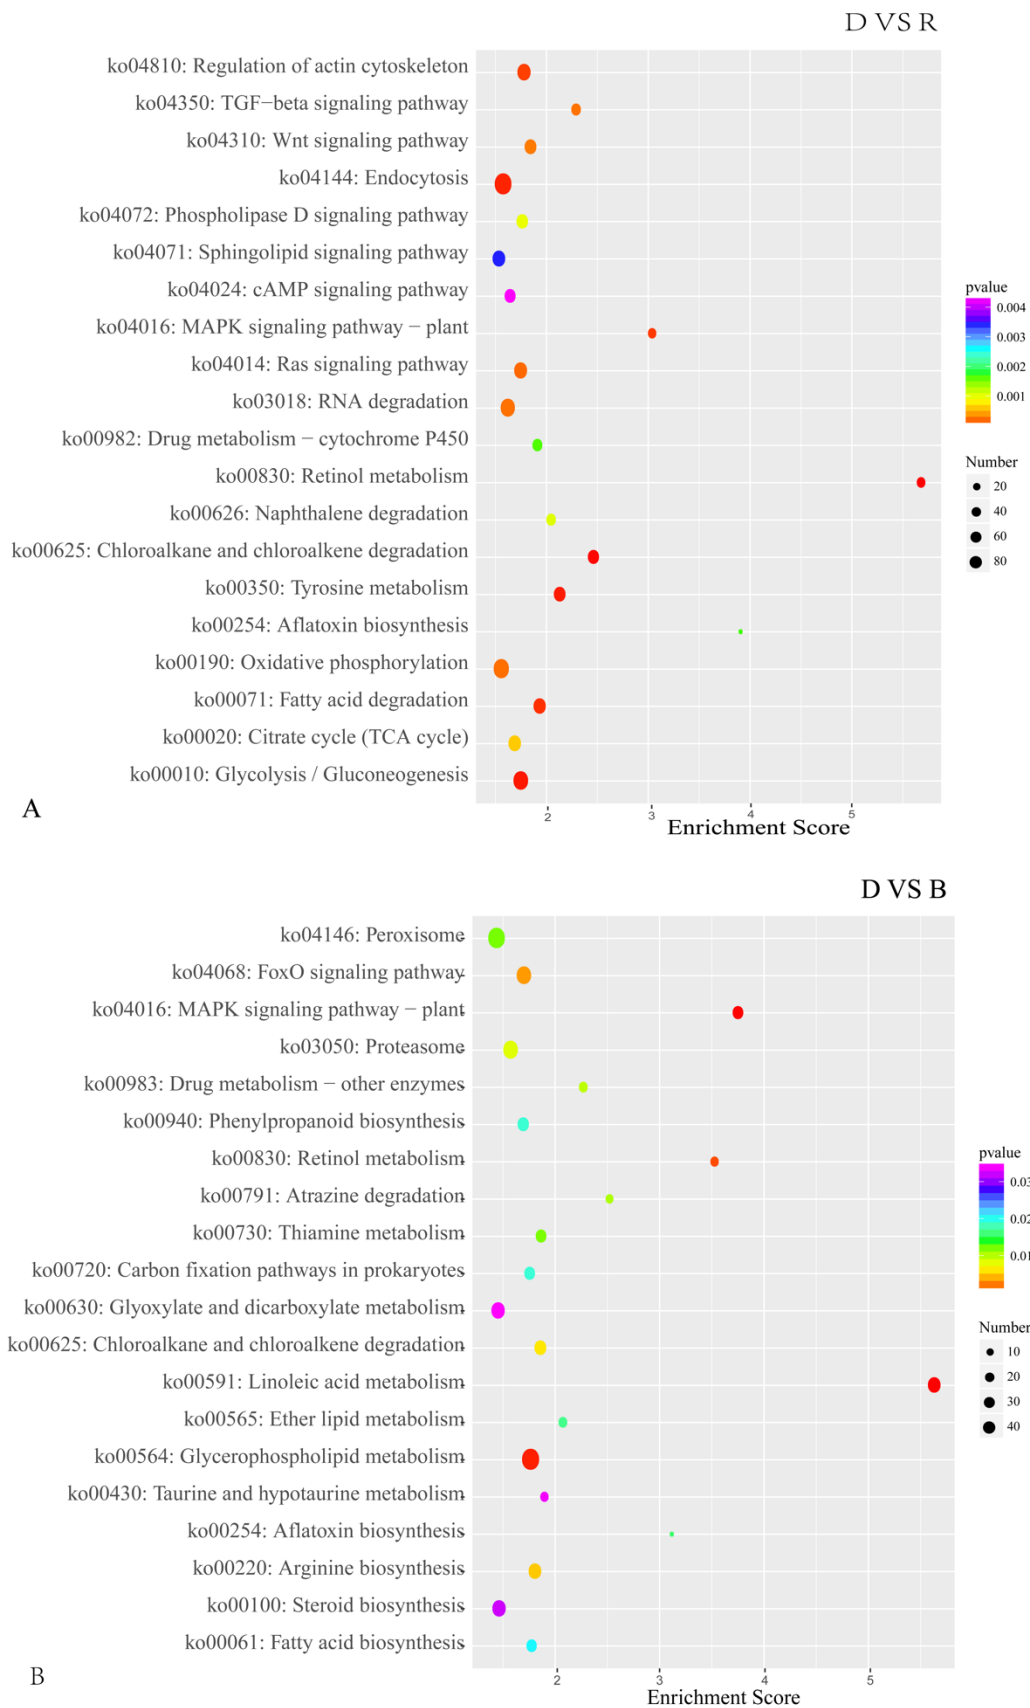 D VS R
ko04810: Regulation of actin cytoskeleton
ko04350: TGF−beta signaling pathway
ko04310: Wnt signaling pathway
ko04144: Endocytosis
ko04072: Phospholipase D signaling pathway
ko04071: Sphingolipid signaling pathway
ko04024: cAMP signaling pathway
ko04016: MAPK signaling pathway − plant
ko04014: Ras signaling pathway
ko03018: RNA degradation
ko00982: Drug metabolism − cytochrome P450
ko00830: Retinol metabolism
ko00626: Naphthalene degradation
ko00625: Chloroalkane and chloroalkene degradation
ko00350: Tyrosine metabolism
ko00254: Aflatoxin biosynthesis
ko00190: Oxidative phosphorylation
ko00071: Fatty acid degradation
ko00020: Citrate cycle (TCA cycle)
ko00010: Glycolysis / Gluconeogenesis
2 3 4 5
Enrichment Score
pvalue
0.004
0.003
0.002
0.001
Number
20
40
60
80
A
D VS B
ko04146: Peroxisome
ko04068: FoxO signaling pathway
ko04016: MAPK signaling pathway − plant
ko03050: Proteasome
ko00983: Drug metabolism − other enzymes
ko00940: Phenylpropanoid biosynthesis
ko00830: Retinol metabolism
ko00791: Atrazine degradation
ko00730: Thiamine metabolism
ko00720: Carbon fixation pathways in prokaryotes
ko00630: Glyoxylate and dicarboxylate metabolism
ko00625: Chloroalkane and chloroalkene degradation
ko00591: Linoleic acid metabolism
ko00565: Ether lipid metabolism
ko00564: Glycerophospholipid metabolism
ko00430: Taurine and hypotaurine metabolism
ko00254: Aflatoxin biosynthesis
ko00220: Arginine biosynthesis
ko00100: Steroid biosynthesis
ko00061: Fatty acid biosynthesis
2 3 4 5
Enrichment Score
pvalue
0.03
0.02
0.01
Number
10
20
30
40
B